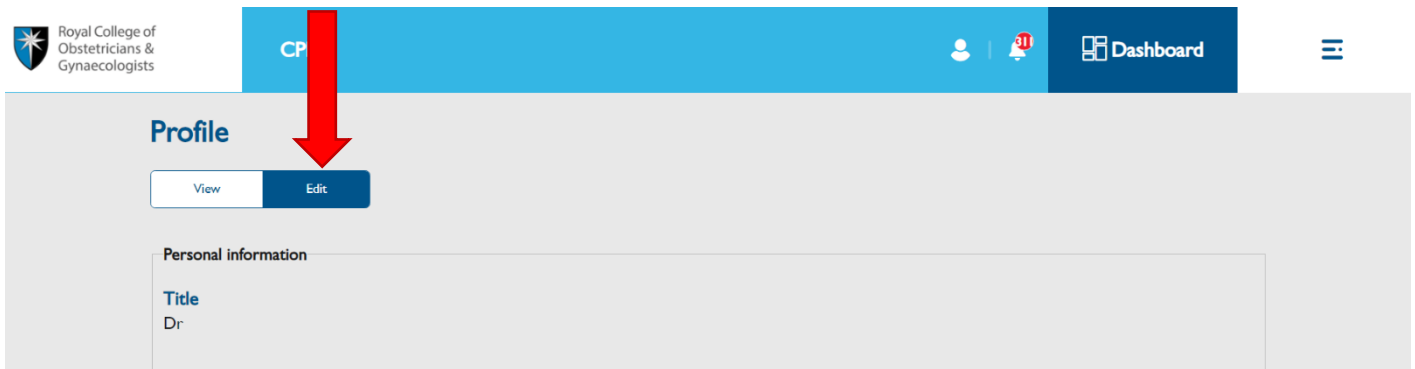 Royal College of
Obstetricians &
Gynaecologists
CP
Dashboard
Profile
View
Edit
Personal information
Title
Dr